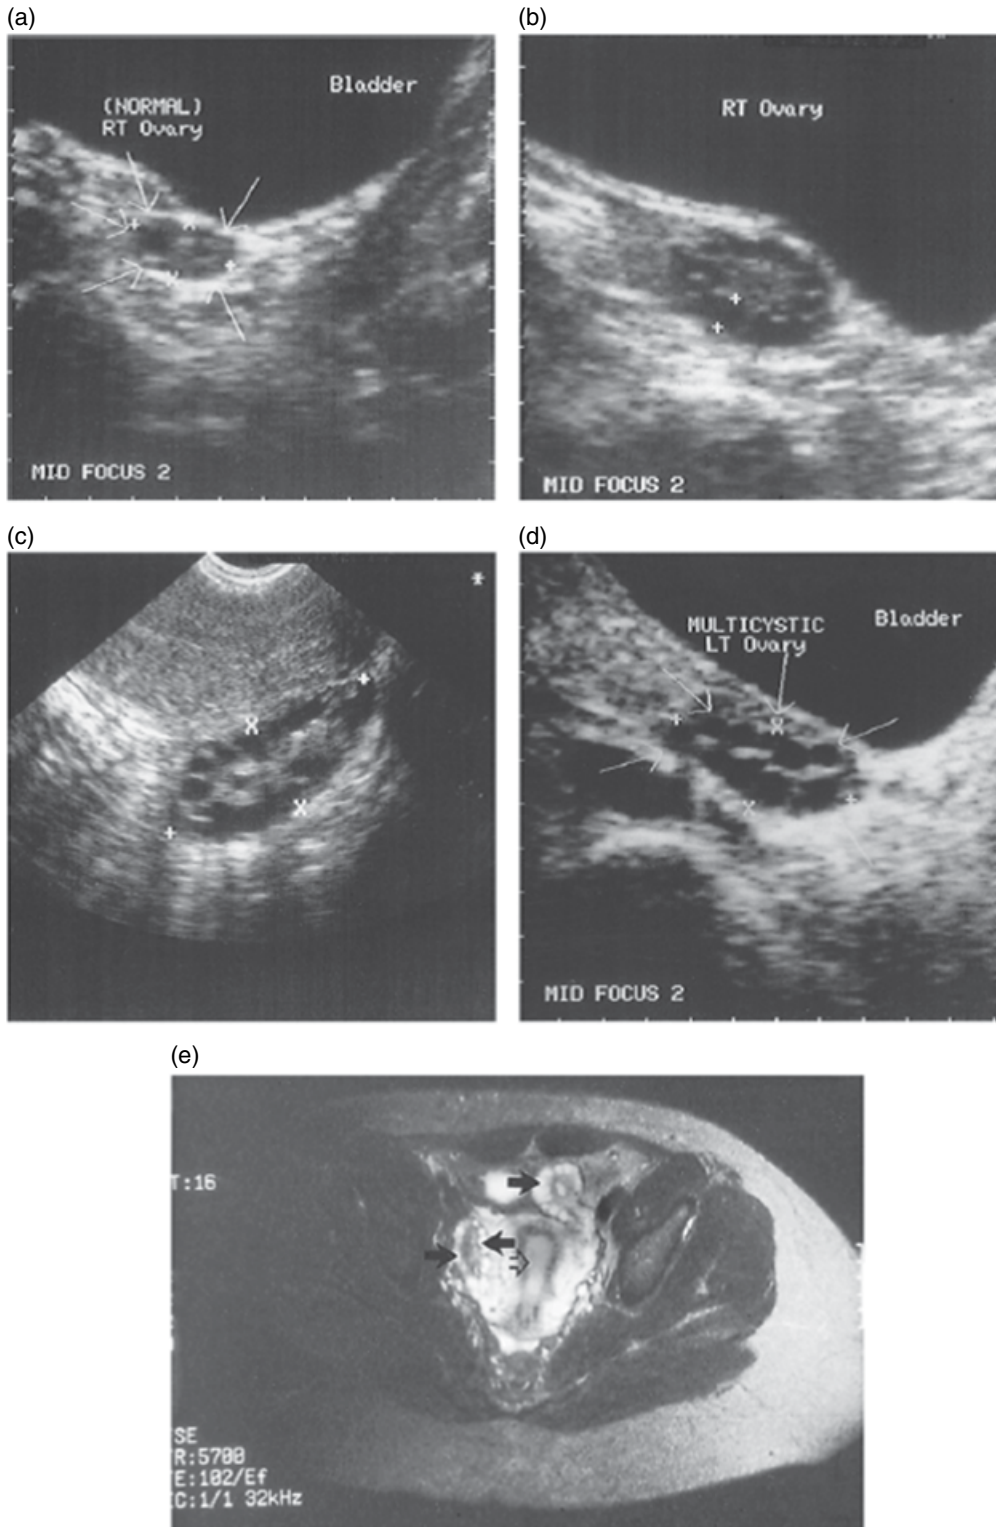 (a)
Bladder
(NORMAL)
RT Ovary
MID FOCUS 2
(b)
RT Ovary
MID FOCUS 2
(c)
(d)
MULTICYSTIC
LT Ovary
Bladder
MID FOCUS 2
(e)
T:16
SE
R:5700
E:102/Ef
C:1/1 32kHz